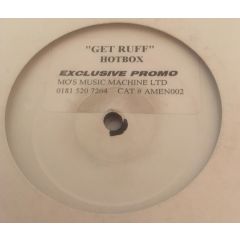 "GET RUFF"
HOTBOX
EXCLUSIVE PROMO
MO'S MUSIC MACHINE LTD
0181 520 7264 CAT # AMEN002